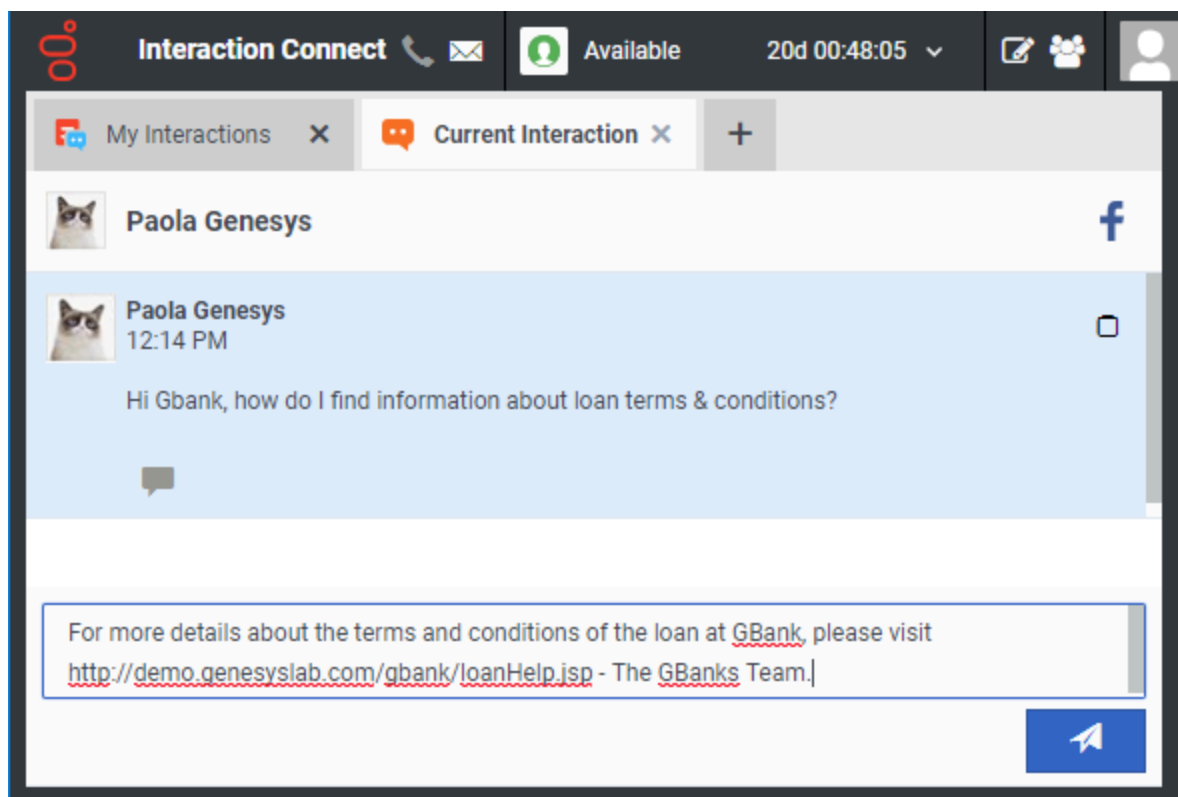 Interaction Connect Available 20d 00:48:05
My Interactions Current Interaction
Paola Genesys
Paola Genesys
12:14 PM
Hi Gbank, how do I find information about loan terms & conditions?
For more details about the terms and conditions of the loan at GBank, please visit
http://demo.genesyslab.com/gbank/loanHelp.jsp - The GBanks Team.